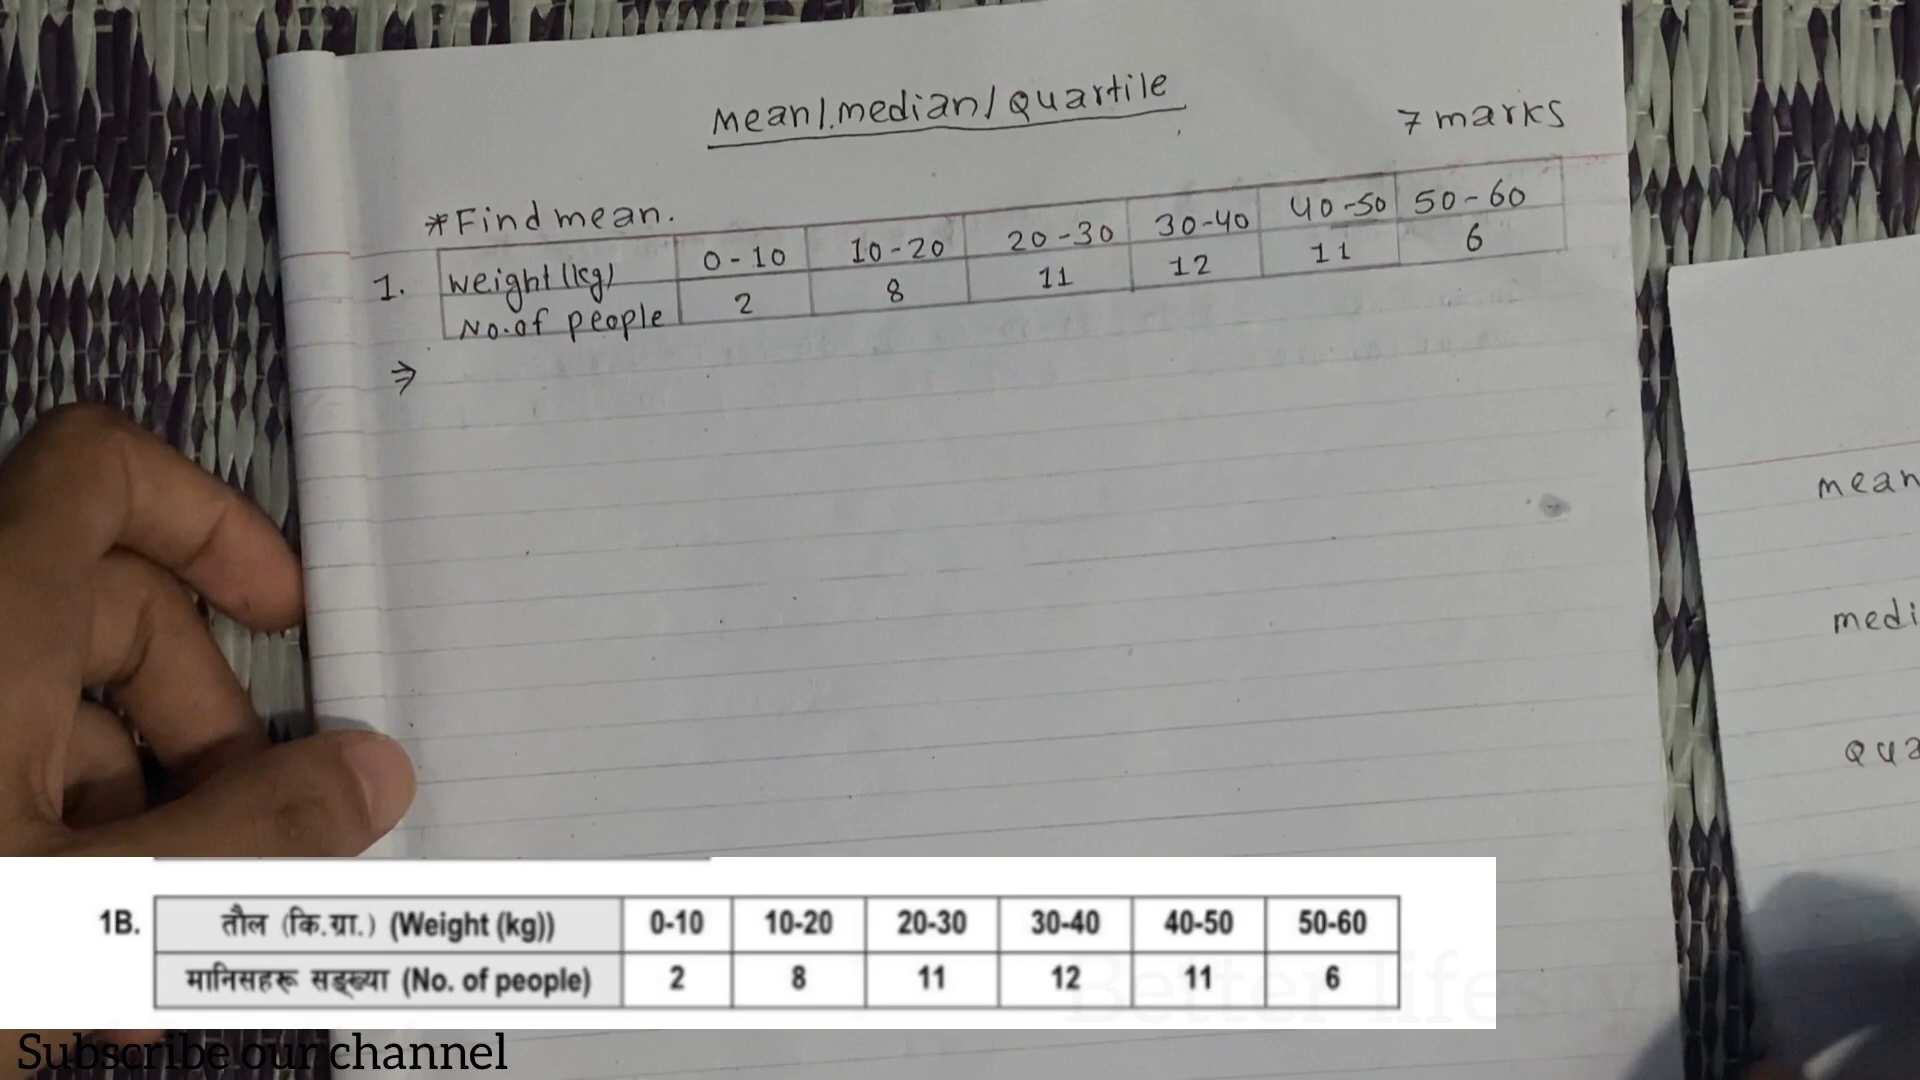 Mean/.median/Quartile
7 marks
*Find mean.
1. Weight (kg) 0-10 10-20 20-30 30-40 40-50 50-60
No. of people 2 8 11 12 11 6
⇒
mean
medi
Qua
1B. तौल (कि.ग्रा.) (Weight (kg)) 0-10 10-20 20-30 30-40 40-50 50-60
मानिसहरू सङ्ख्या (No. of people) 2 8 11 12 11 6
Better lifesty
Subscribe our channel